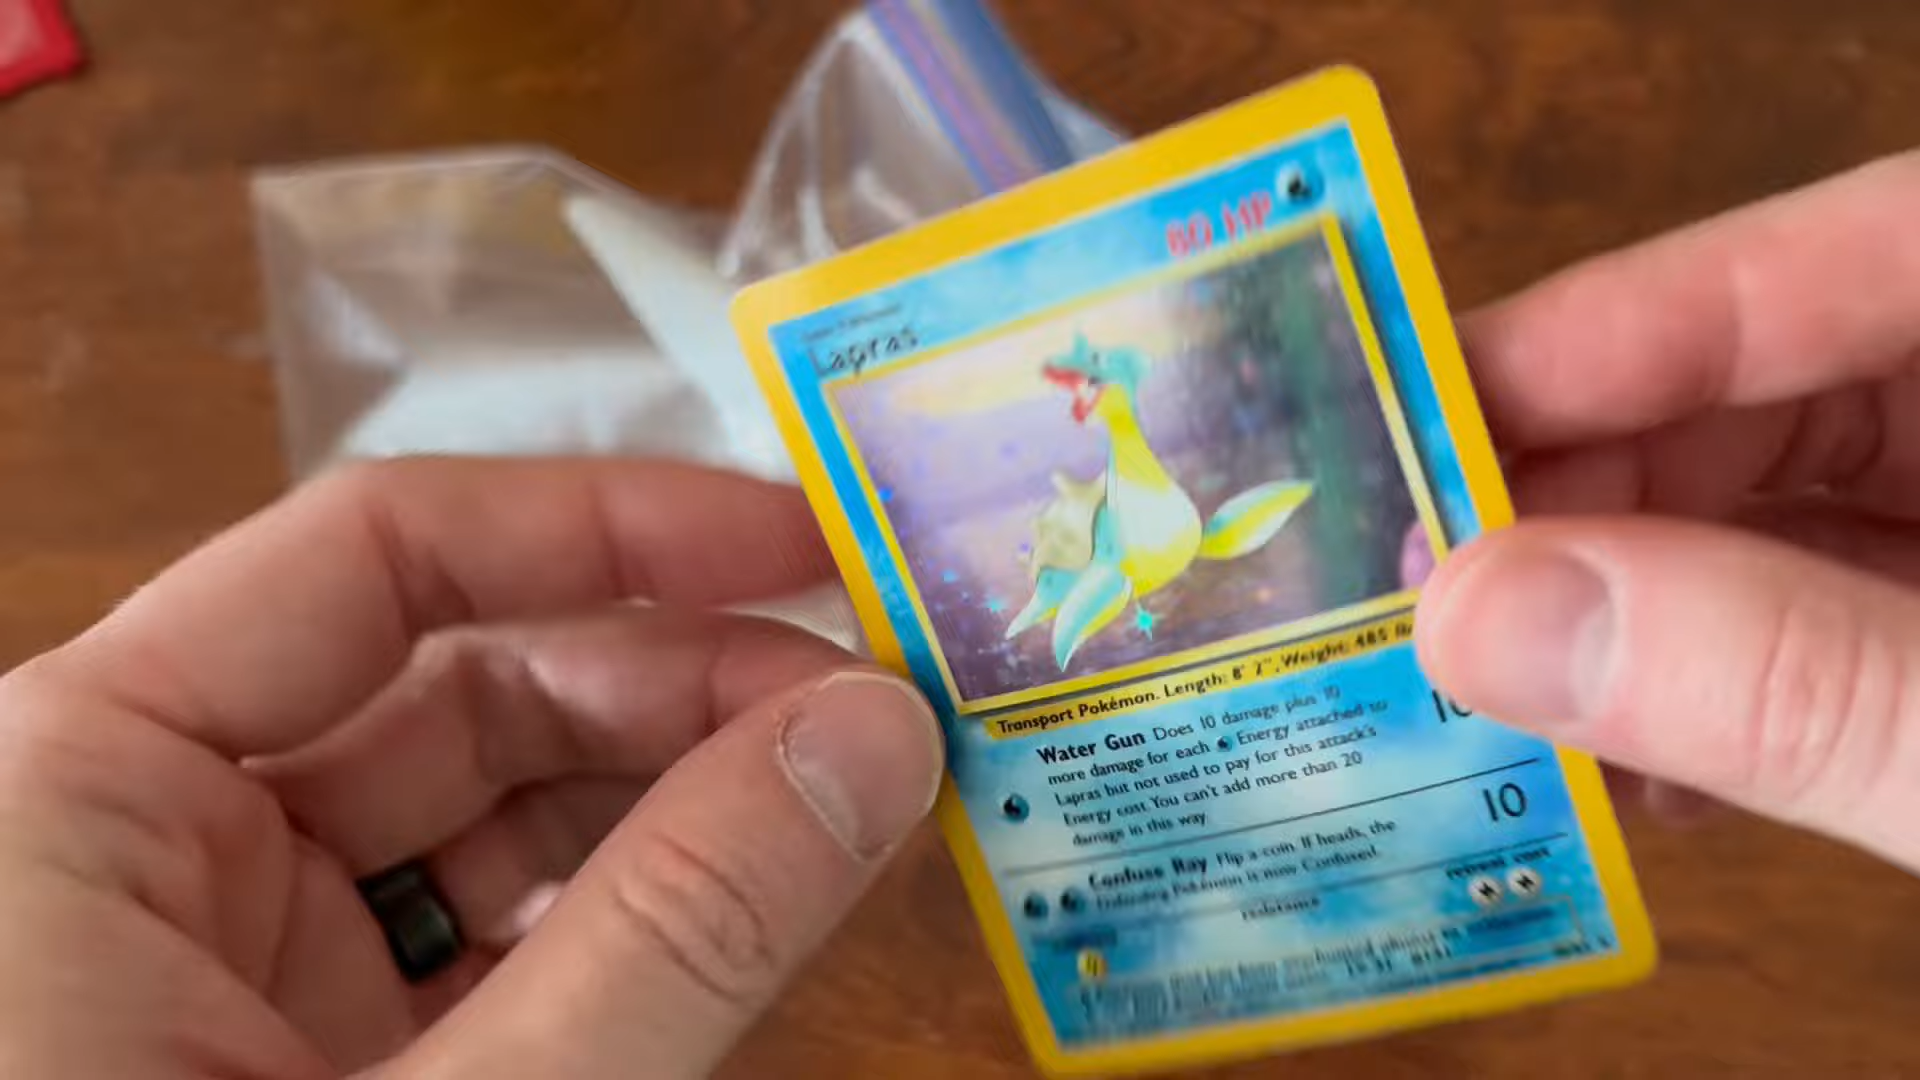 80 HP
Lapras
Transport Pokémon. Length: 8' 2", Weight: 485 lb
Water Gun Does 10 damage plus 10
more damage for each Energy attached to
Lapras but not used to pay for this attack's
Energy cost. You can't add more than 20
damage in this way.
10
Confuse Ray Flip a coin. If heads, the
Defending Pokémon is now Confused.
10
resistance
retreat cost